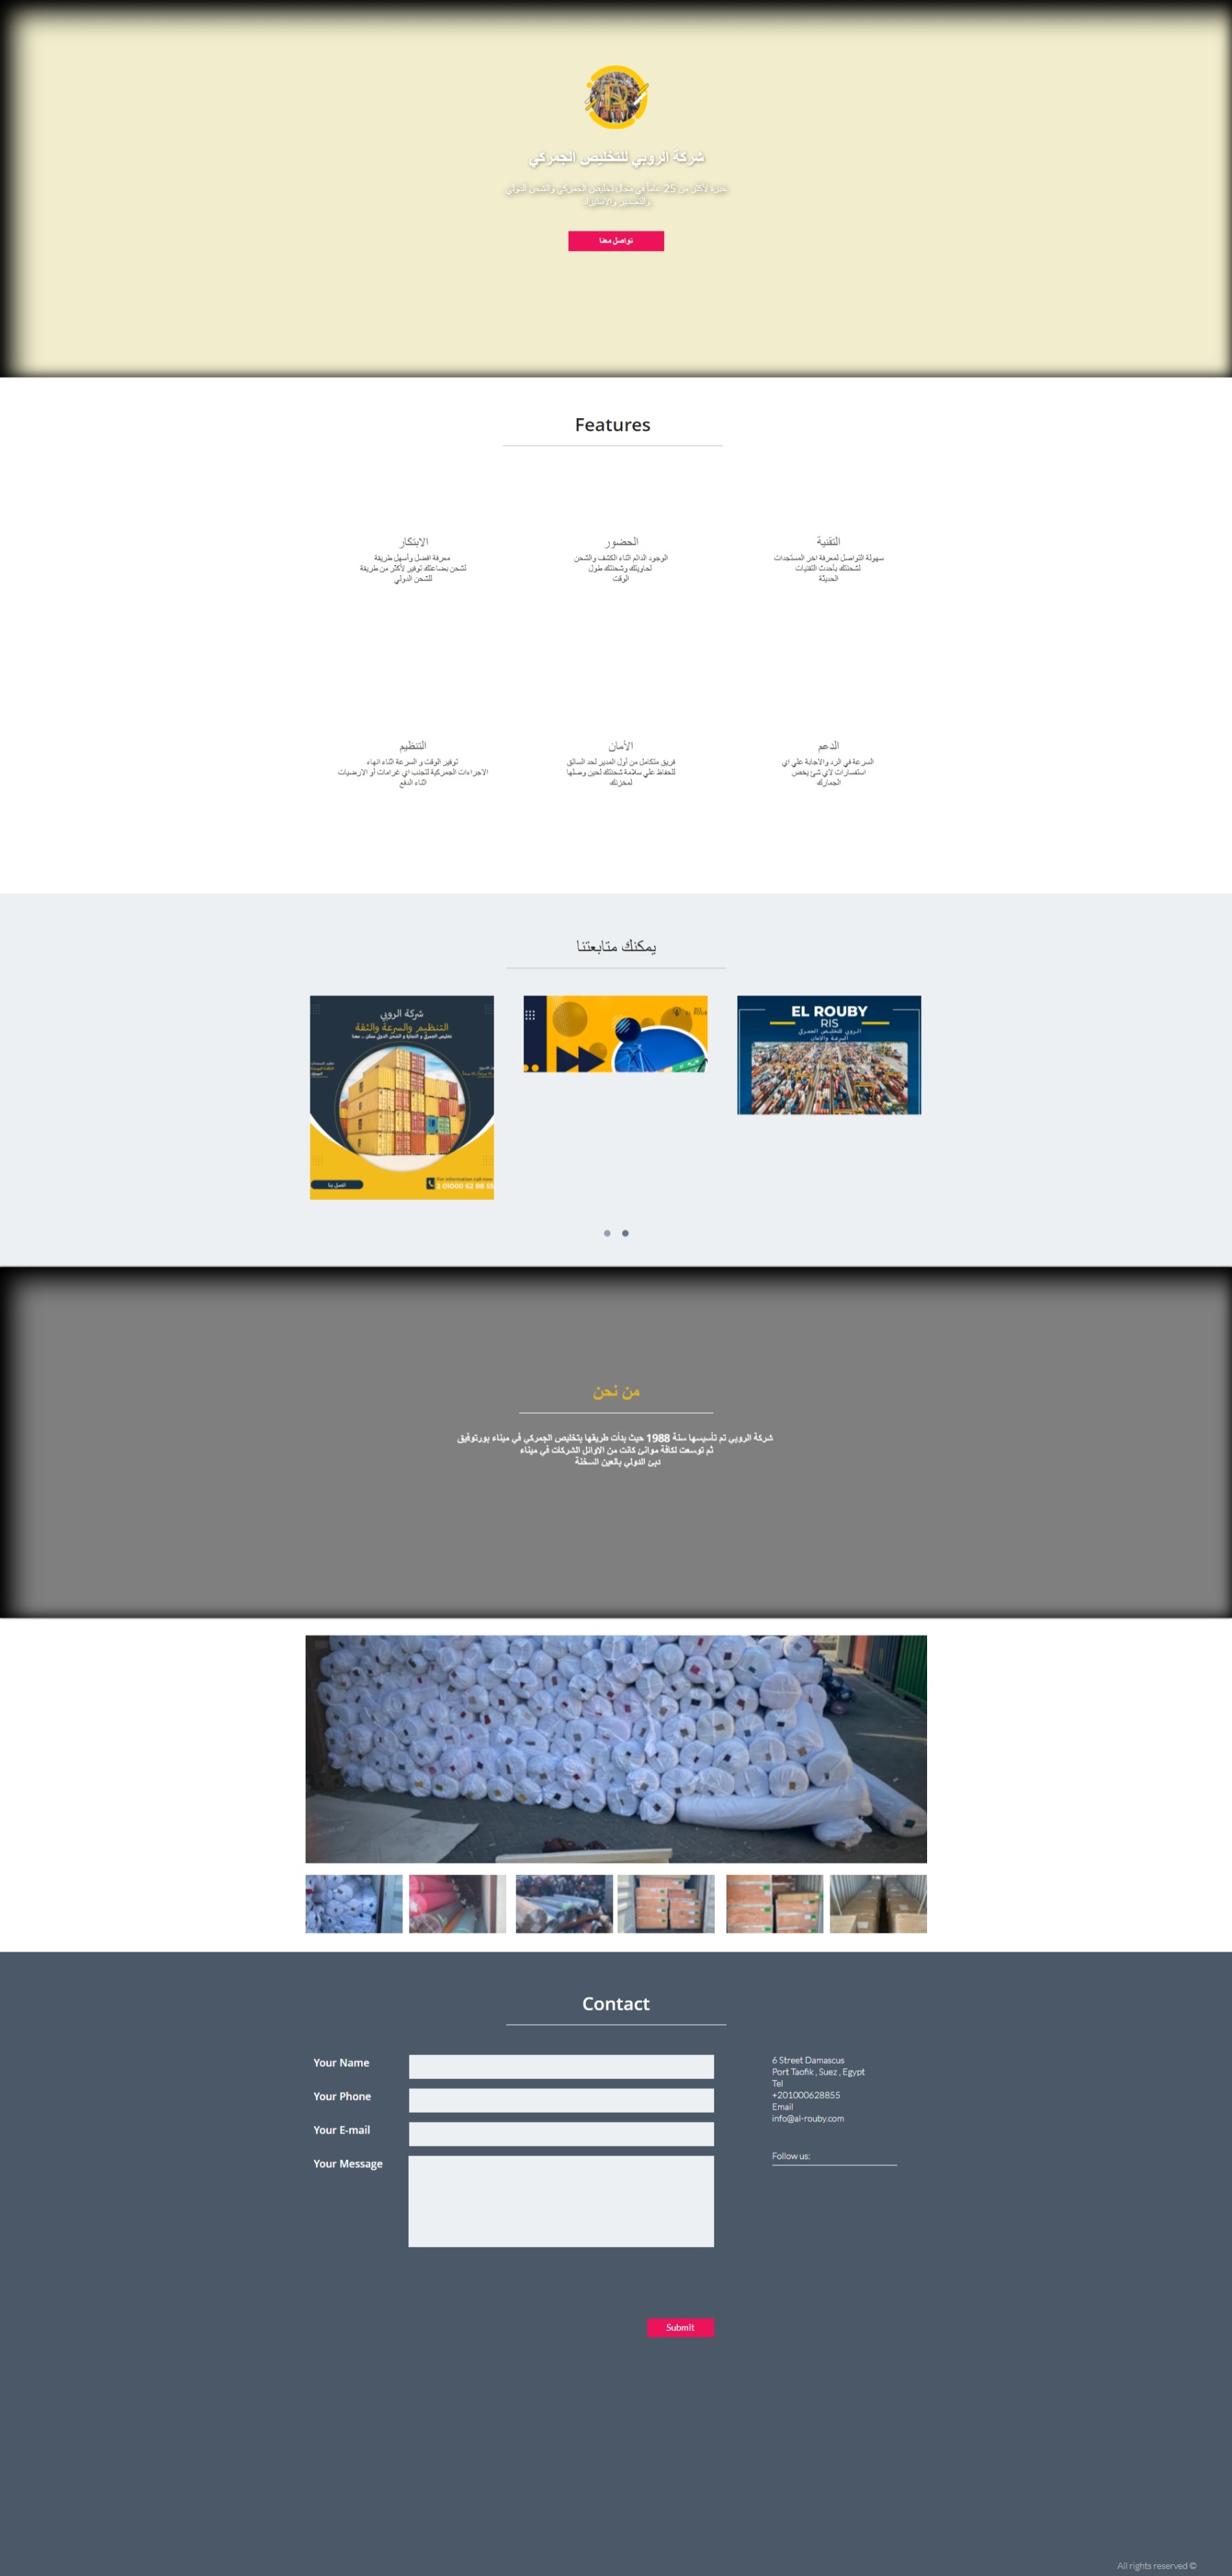 شركة الروبي للتخليص الجمركي
خبرة لأكثر من 25 عاماً في مجال تخليص الجمركي والشحن الدولي
والتصدير والاستيراد
تواصل معنا
Features
التقنية
سهولة التواصل لمعرفة اخر المستجدات
لشحنتك بأحدث التقنيات
الحديثة
الحضور
الوجود الدائم اثناء الكشف والشحن
لحاويتك وشحنتك طول
الوقت
الابتكار
معرفة افضل وأسهل طريقة
لشحن بضاعتك توفير لأكثر من طريقة
للشحن الدولي
الدعم
السرعة في الرد والاجابة علي اي
استفسارات لاي شئ يخص
الجمارك
الأمان
فريق متكامل من أول المدير لحد السائق
للحفاظ علي سلامة شحنتك لحين وصلها
لمخزنك
التنظيم
توفير الوقت و السرعة اثناء انهاء
الاجراءات الجمركية لتجنب اي غرامات أو الارضيات
اثناء الدفع
يمكنك متابعتنا
EL ROUBY
RIS
الروبي للتخليص الجمركي
السرعة والامان
شركة الروبي
التنظيم والسرعة والثقة
اتصل بنا
For information call now
2 01000 62 88 55
من نحن
شركة الروبي تم تأسيسها سنة 1988 حيث بدأت طريقها بتخليص الجمركي في ميناء بورتوفيق
ثم توسعت لكافة موانئ كانت من الاوائل الشركات في ميناء
دبئ الدولي بالعين السخنة
Contact
Your Name
Your Phone
Your E-mail
Your Message
Submit
6 Street Damascus
Port Taofik , Suez , Egypt
Tel
+201000628855
Email
info@al-rouby.com
Follow us:
All rights reserved ©